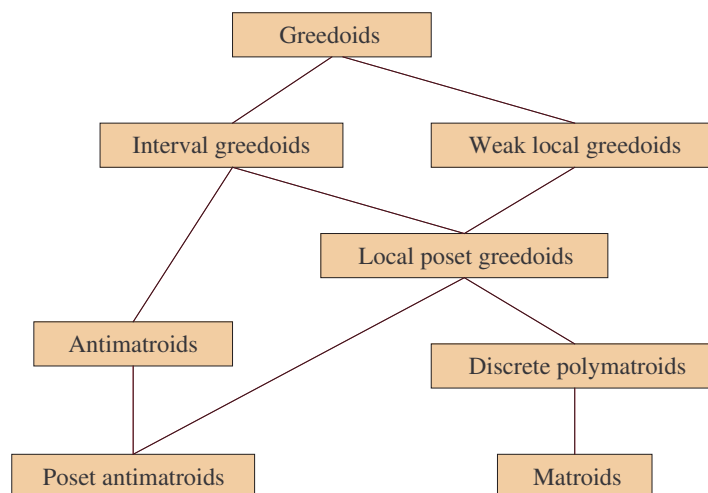 Greedoids
Interval greedoids
Weak local greedoids
Local poset greedoids
Antimatroids
Discrete polymatroids
Poset antimatroids
Matroids